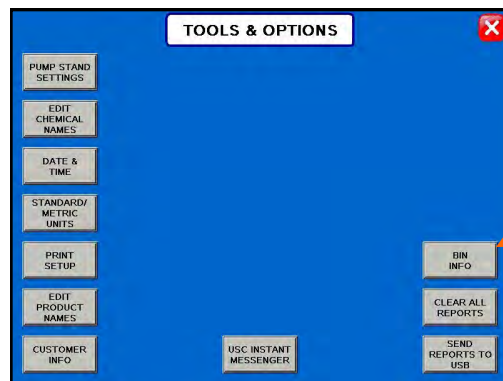 TOOLS & OPTIONS
PUMP STAND
SETTINGS
EDIT
CHEMICAL
NAMES
DATE &
TIME
STANDARD/
METRIC
UNITS
PRINT
SETUP
EDIT
PRODUCT
NAMES
CUSTOMER
INFO
USC INSTANT
MESSENGER
BIN
INFO
CLEAR ALL
REPORTS
SEND
REPORTS TO
USB